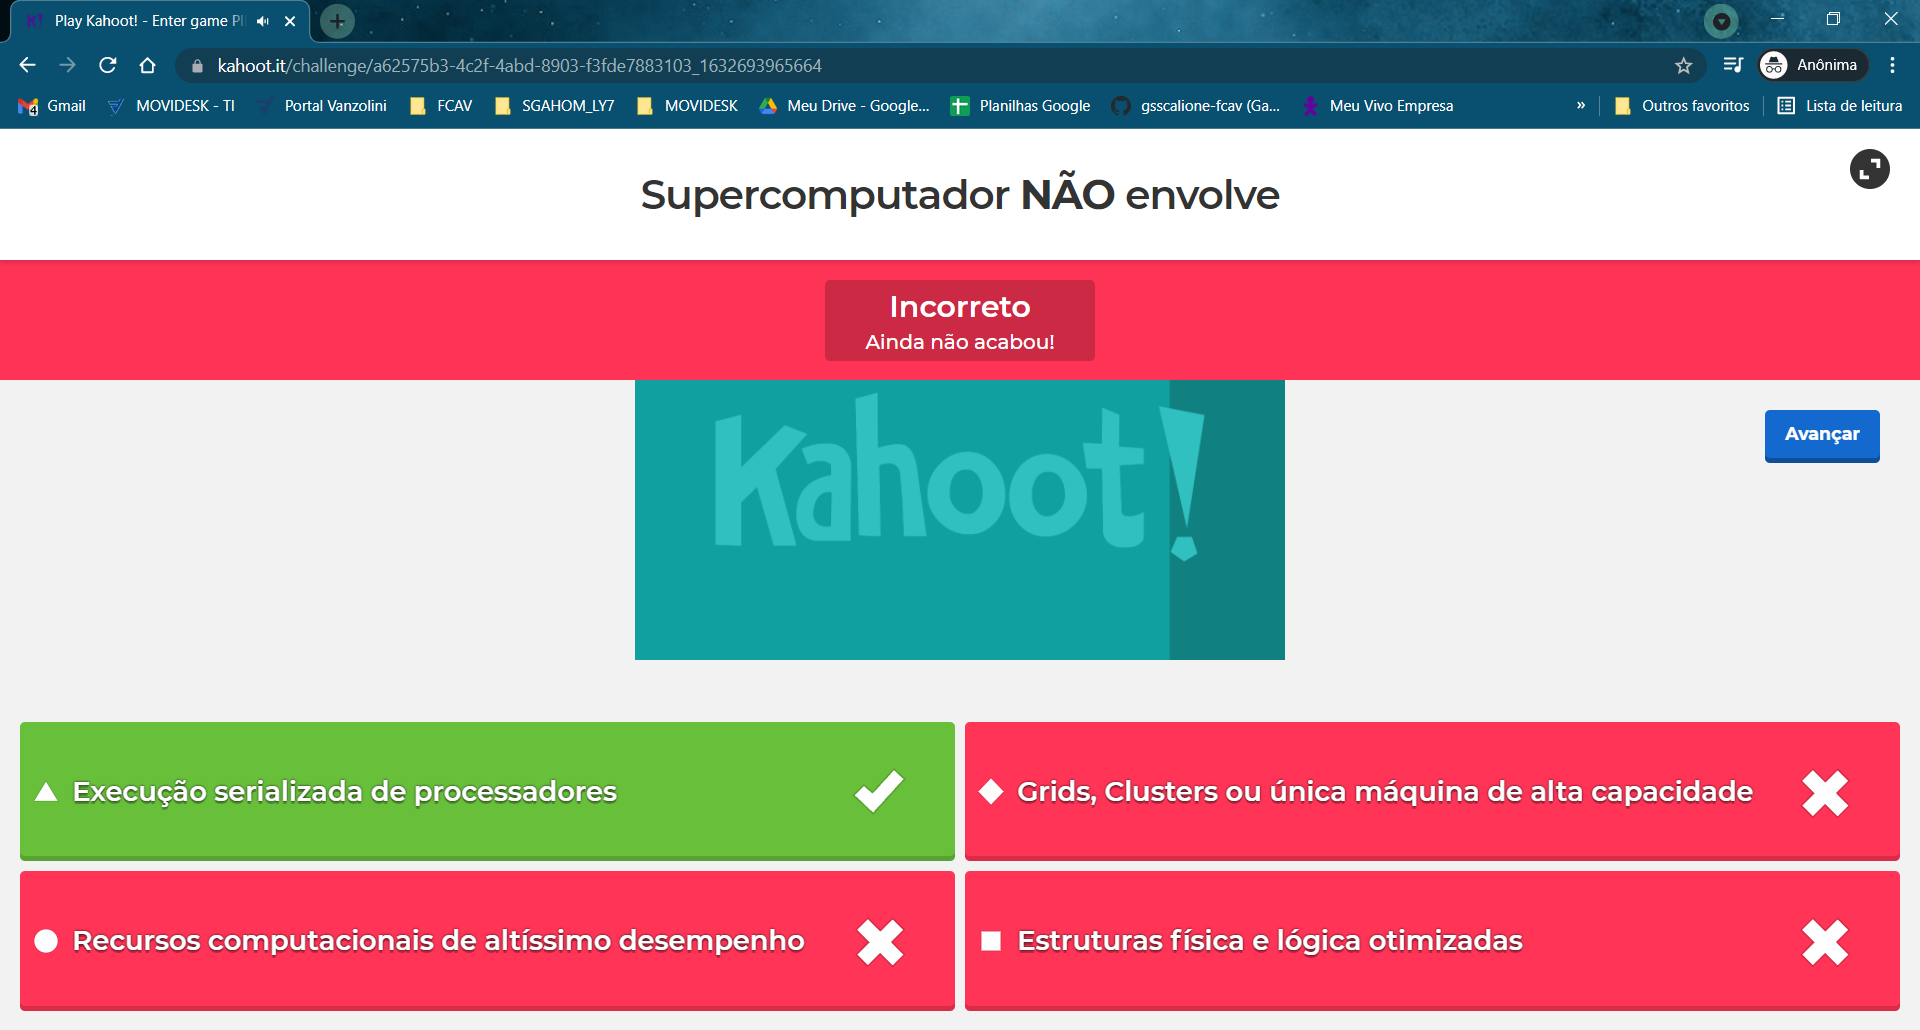 Play Kahoot! - Enter game
kahoot.it/challenge/a62575b3-4c2f-4abd-8903-f3fde7883103_1632693965664
Anônima
4
Gmail
MOVIDESK - TI
Portal Vanzolini
FCAV
SGAHOM_LY7
MOVIDESK
Meu Drive - Google...
Planilhas Google
gsscalione-fcav (Ga...
Meu Vivo Empresa
»
Outros favoritos
Lista de leitura
Supercomputador NÃO envolve
Incorreto
Ainda não acabou!
Kahoot!
Avançar
Execução serializada de processadores
Grids, Clusters ou única máquina de alta capacidade
Recursos computacionais de altíssimo desempenho
Estruturas física e lógica otimizadas